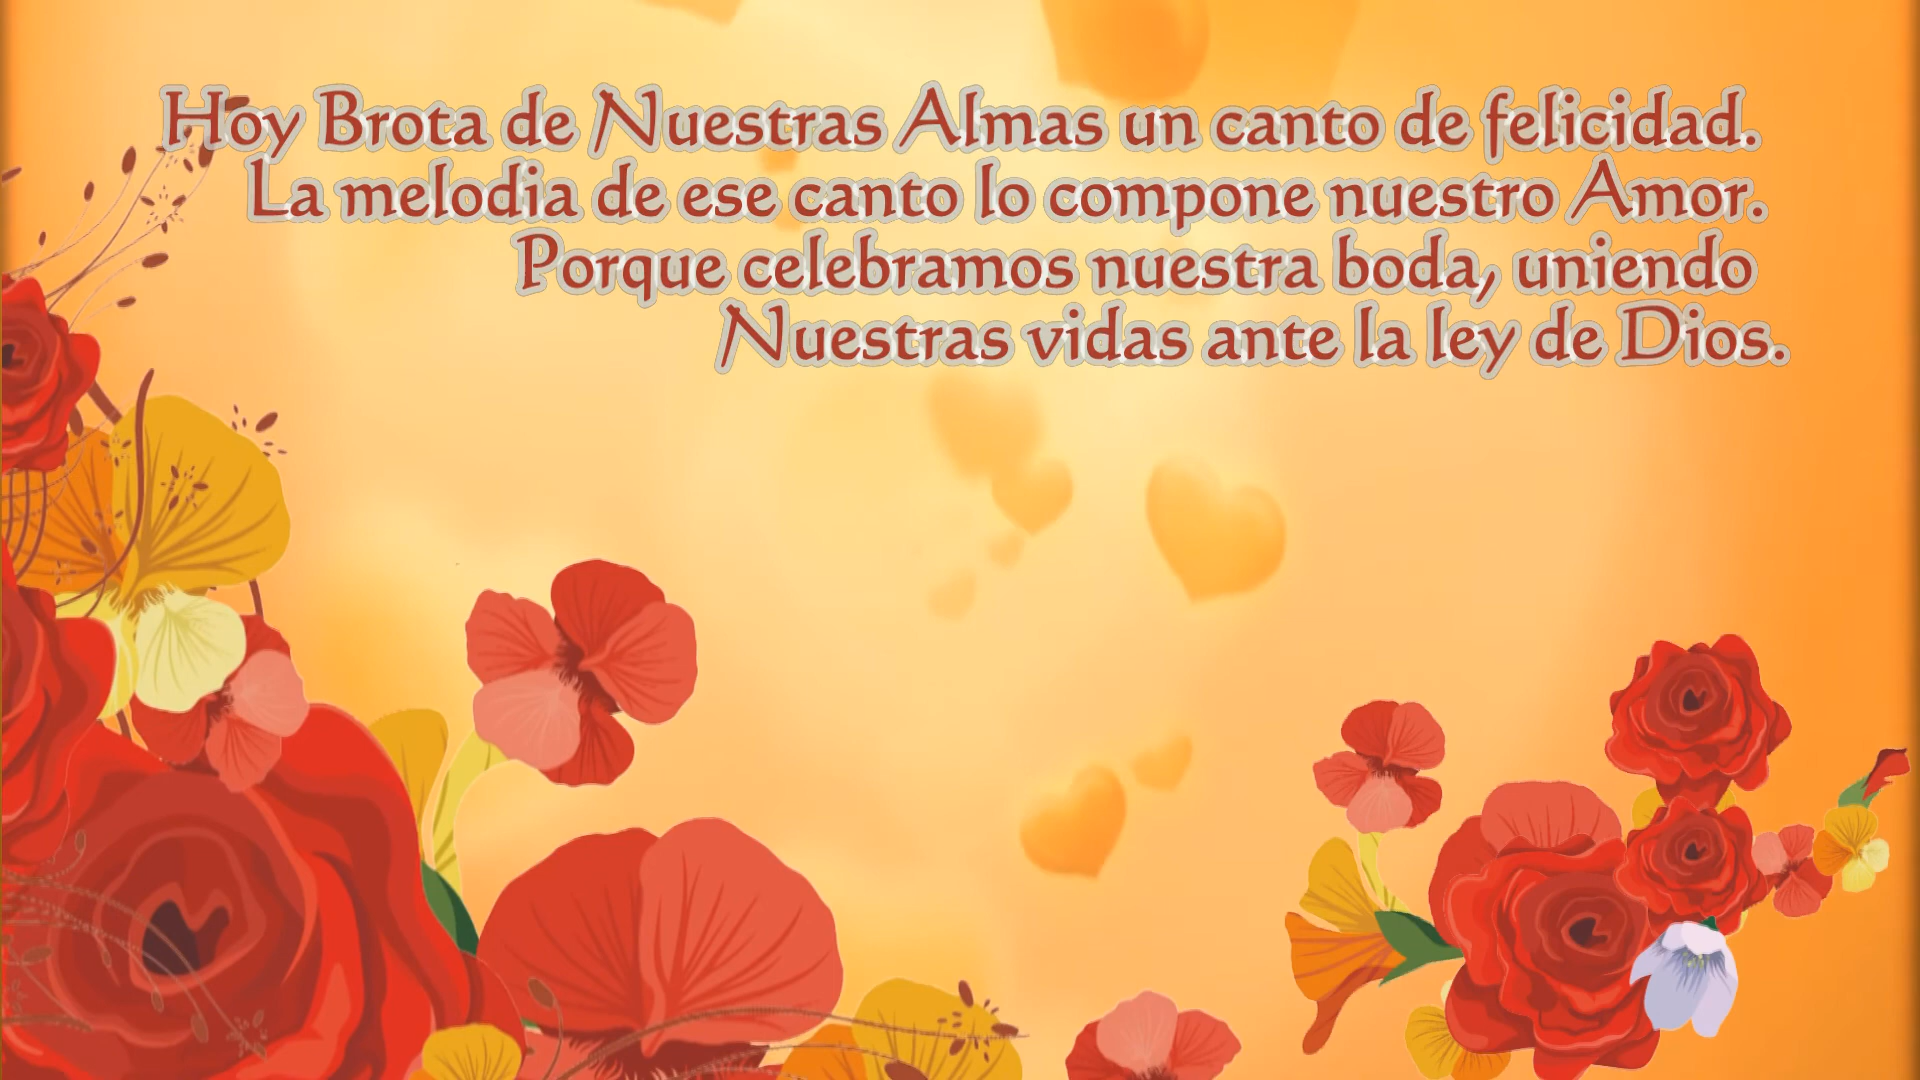 Hoy Brota de Nuestras Almas un canto de felicidad.
La melodia de ese canto lo compone nuestro Amor.
Porque celebramos nuestra boda, uniendo
Nuestras vidas ante la ley de Dios.